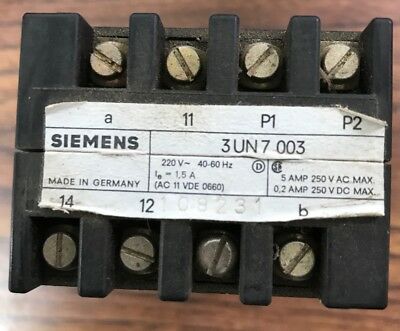 a 11 P1 P2
SIEMENS 3UN7 003
220 V~ 40-60 Hz
Ie = 1,5 A
(AC 11 VDE 0660)
D SA
5 AMP 250 V AC. MAX.
0,2 AMP 250 V DC MAX.
MADE IN GERMANY
14 12 109231 b